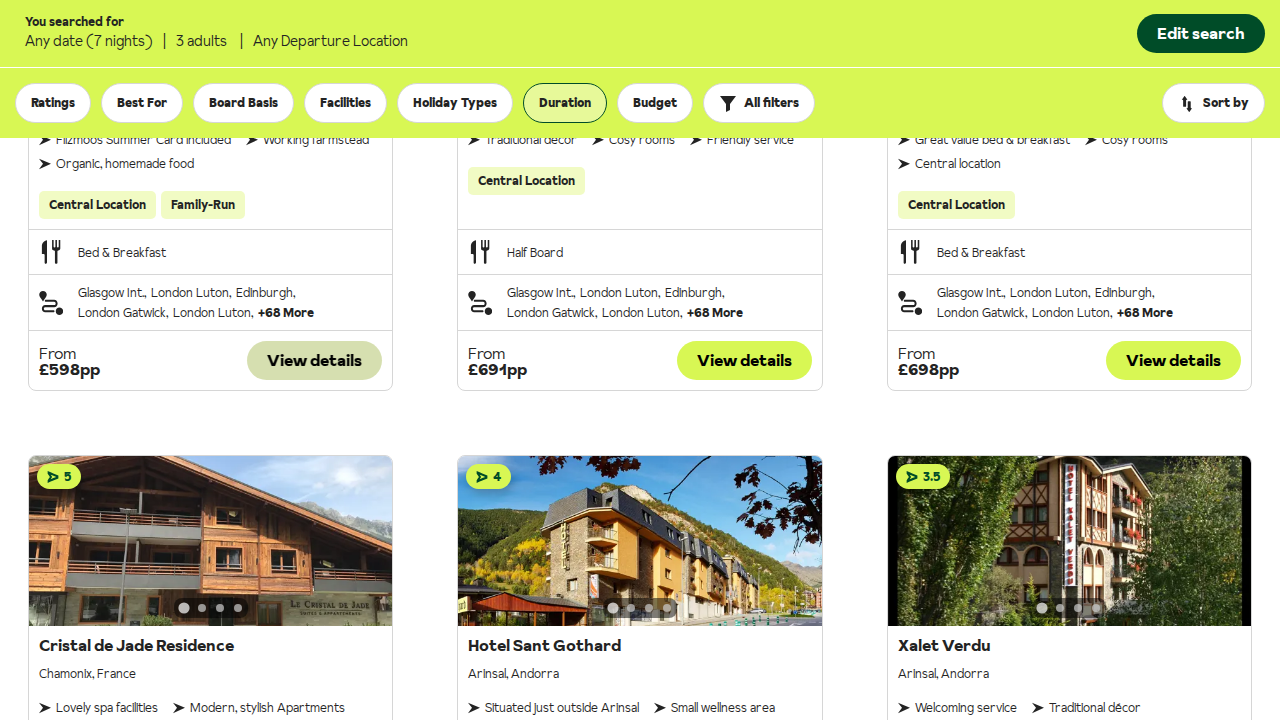 You searched for
Any date (7 nights) | 3 adults | Any Departure Location
Edit search
Ratings
Best For
Board Basis
Facilities
Holiday Types
Duration
Budget
All filters
Sort by
Filzmoos Summer Card included
Working farmstead
Organic, homemade food
Central Location
Family-Run
Bed & Breakfast
Glasgow Int., London Luton, Edinburgh,
London Gatwick, London Luton, +68 More
From
£598pp
View details
Traditional décor
Cosy rooms
Friendly service
Central Location
Half Board
Glasgow Int., London Luton, Edinburgh,
London Gatwick, London Luton, +68 More
From
£691pp
View details
Great value bed & breakfast
Cosy rooms
Central location
Central Location
Bed & Breakfast
Glasgow Int., London Luton, Edinburgh,
London Gatwick, London Luton, +68 More
From
£698pp
View details
5
LE CRISTAL DE JADE
Cristal de Jade Residence
Chamonix, France
Lovely spa facilities
Modern, stylish Apartments
4
HOTEL
Hotel Sant Gothard
Arinsal, Andorra
Situated just outside Arinsal
Small wellness area
3.5
HOTEL XALET VERDU
Xalet Verdu
Arinsal, Andorra
Welcoming service
Traditional décor